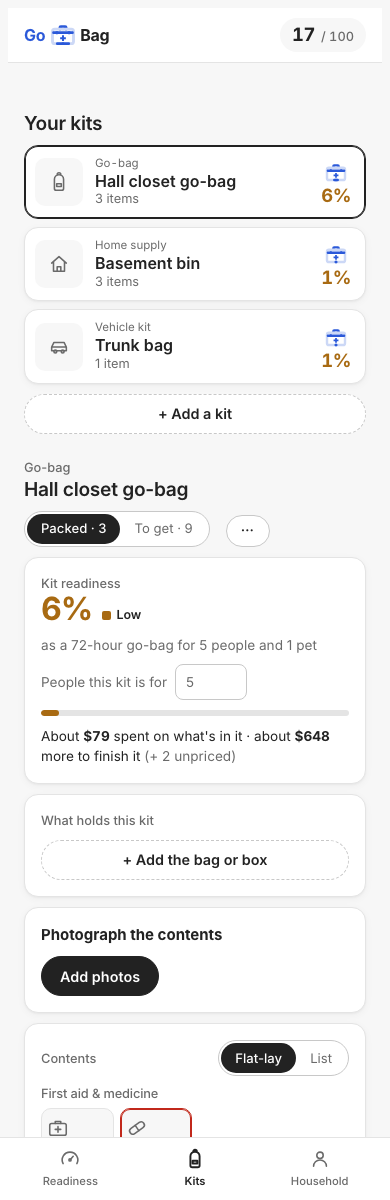 Go Bag
17 / 100
Your kits
Go-bag
Hall closet go-bag
3 items
6%
Home supply
Basement bin
3 items
1%
Vehicle kit
Trunk bag
1 item
1%
+ Add a kit
Go-bag
Hall closet go-bag
Packed · 3
To get · 9
···
Kit readiness
6% Low
as a 72-hour go-bag for 5 people and 1 pet
People this kit is for 5
About $79 spent on what's in it · about $648
more to finish it (+ 2 unpriced)
What holds this kit
+ Add the bag or box
Photograph the contents
Add photos
Contents
Flat-lay
List
First aid & medicine
Readiness
Kits
Household